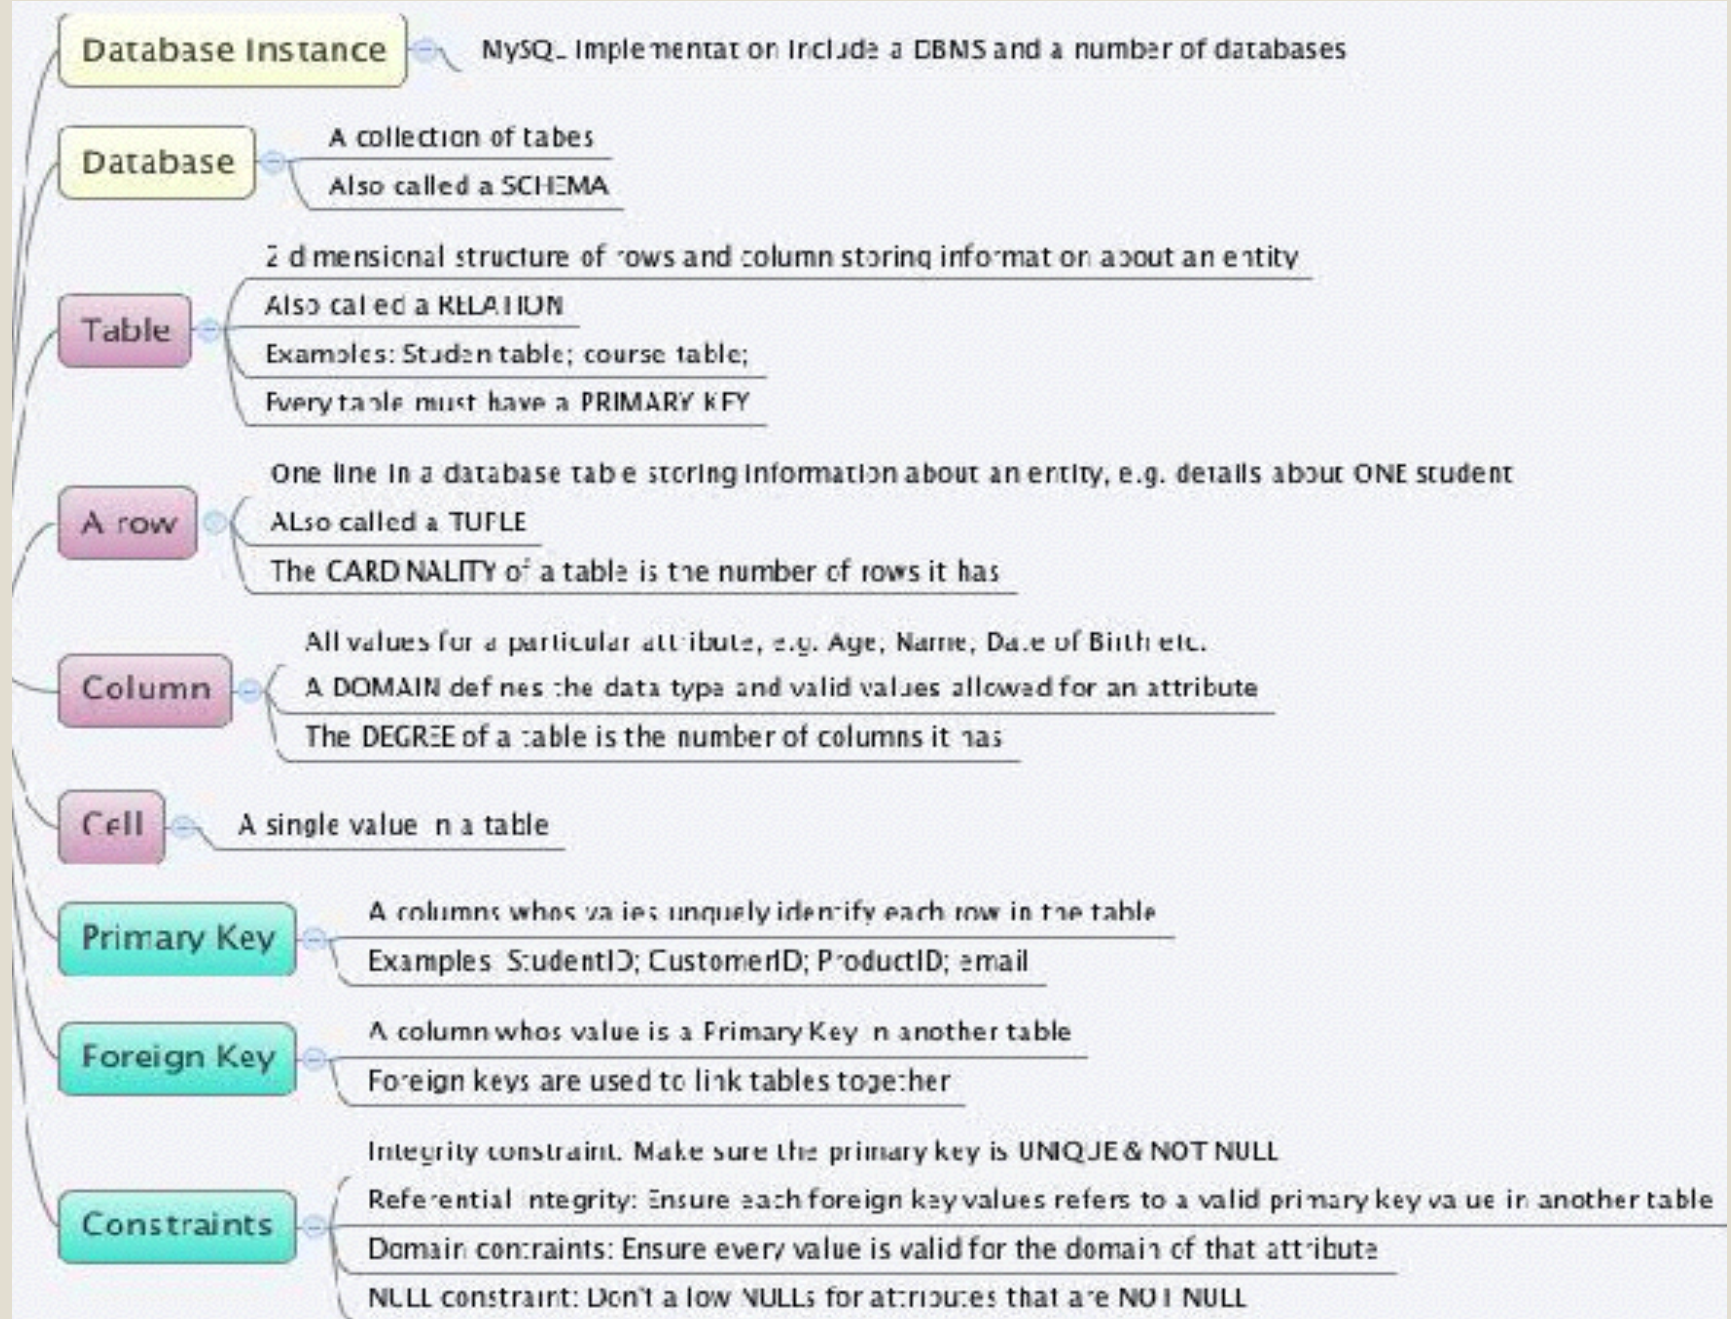 Database Instance
MySQL Implementation include a DBMS and a number of databases
Database
A collection of tabes
Also called a SCHEMA
Table
2 dimensional structure of rows and column storing information about an entity
Also called a RELATION
Examples: Studen table; course table;
Every table must have a PRIMARY KEY
A row
One line in a database table storing information about an entity, e.g. details about ONE student
ALso called a TUPLE
The CARDINALITY of a table is the number of rows it has
Column
All values for a particular attribute, e.g. Age, Name, Date of Birth etc.
A DOMAIN defines the data type and valid values allowed for an attribute
The DEGREE of a table is the number of columns it has
Cell
A single value in a table
Primary Key
A columns whos values unquely identify each row in the table
Examples: StudentID; CustomerID; ProductID; email
Foreign Key
A column whos value is a Primary Key in another table
Foreign keys are used to link tables together
Constraints
Integrity constraint. Make sure the primary key is UNIQUE & NOT NULL
Referential integrity: Ensure each foreign key values refers to a valid primary key value in another table
Domain contraints: Ensure every value is valid for the domain of that attribute
NULL constraint: Don't allow NULLs for attributes that are NOT NULL